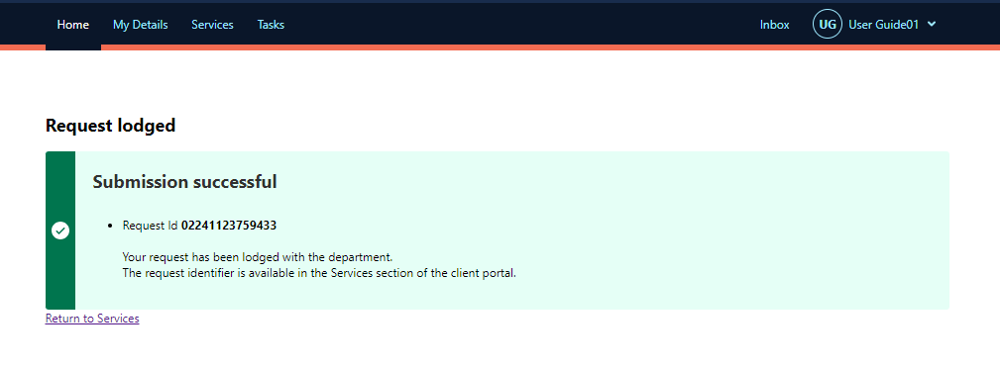 Home My Details Services Tasks Inbox UG User Guide01
Request lodged
Submission successful
• Request Id 02241123759433
Your request has been lodged with the department.
The request identifier is available in the Services section of the client portal.
Return to Services